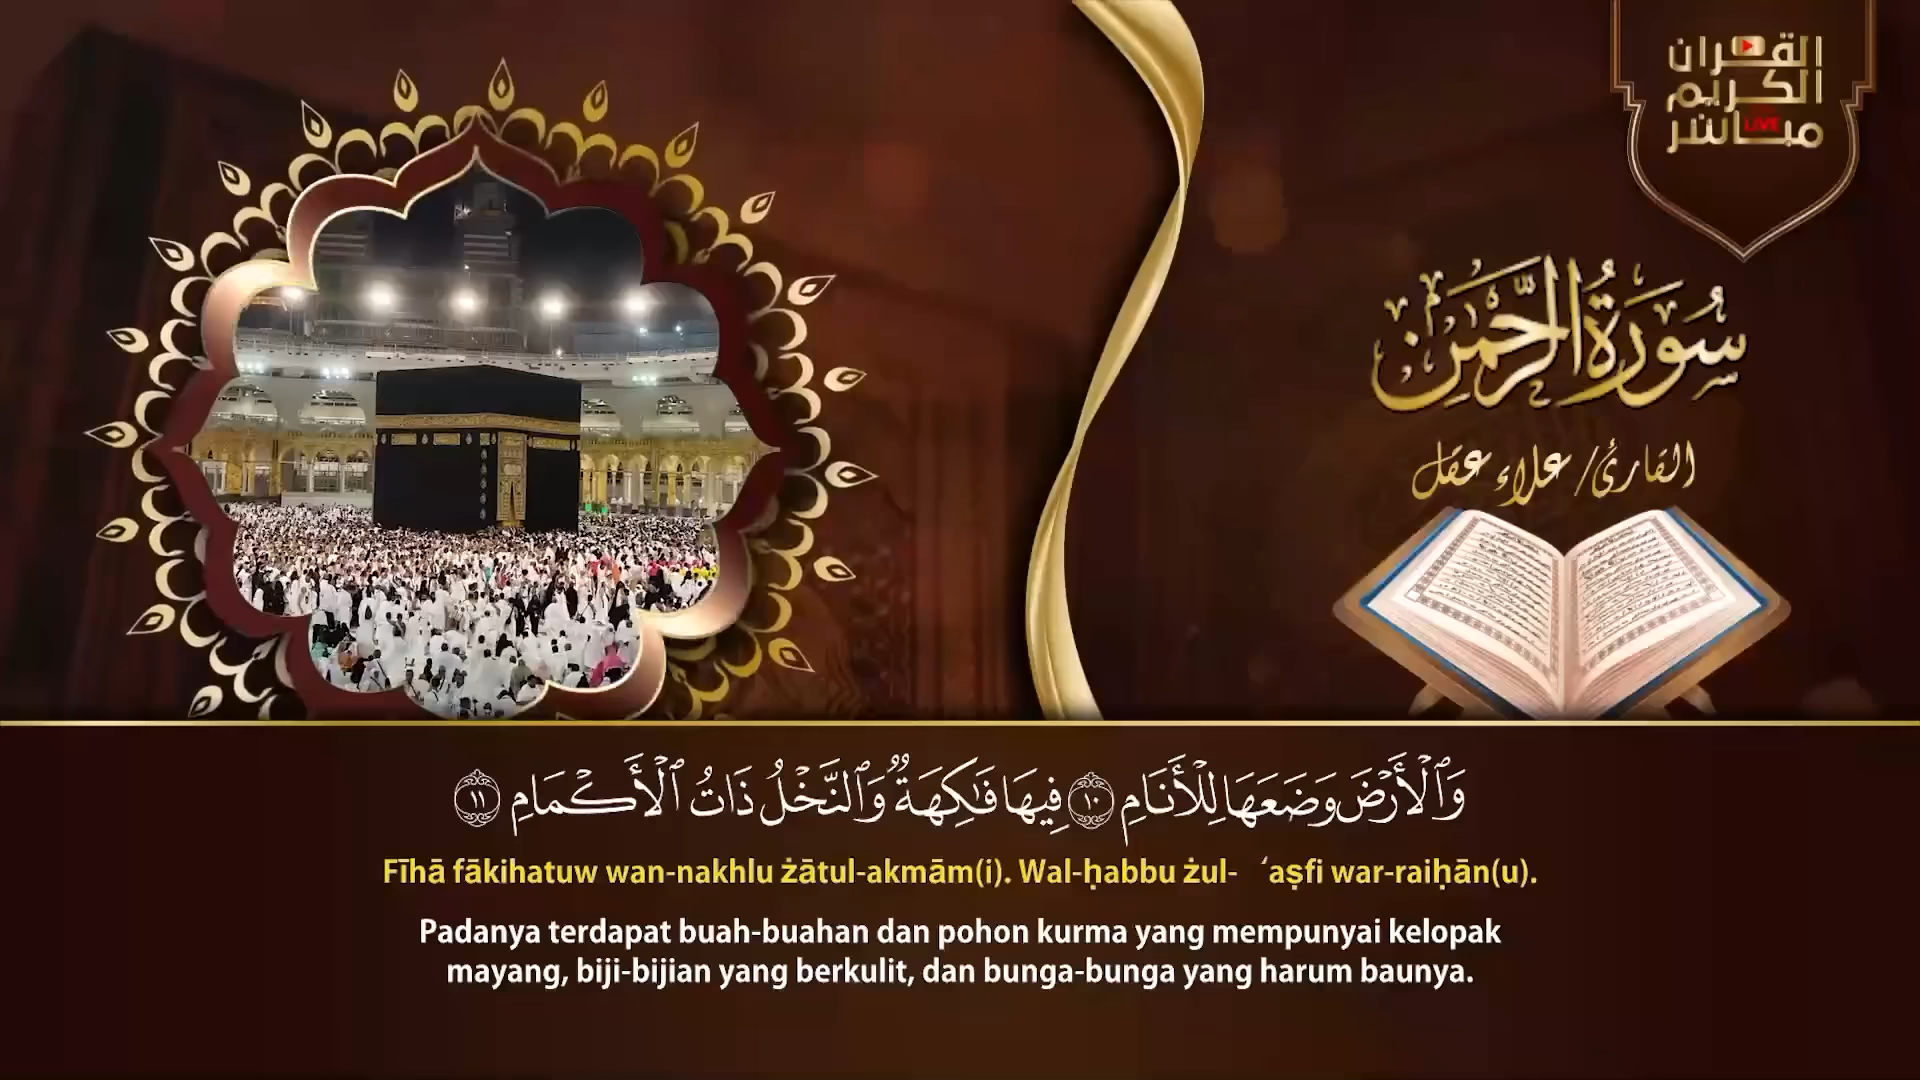 القرآن
الكريم
مباشر
LIVE
سُورَةُ الرَّحْمَٰنِ
القارئ/ علاء عقل
وَٱلْأَرْضَ وَضَعَهَا لِلْأَنَامِ ١٠ فِيهَا فَٰكِهَةٌ وَٱلنَّخْلُ ذَاتُ ٱلْأَكْمَامِ ١١
Fīhā fākihatuw wan-nakhlu żātul-akmām(i). Wal-ḥabbu żul- ‘aṣfi war-raiḥān(u).
Padanya terdapat buah-buahan dan pohon kurma yang mempunyai kelopak
mayang, biji-bijian yang berkulit, dan bunga-bunga yang harum baunya.